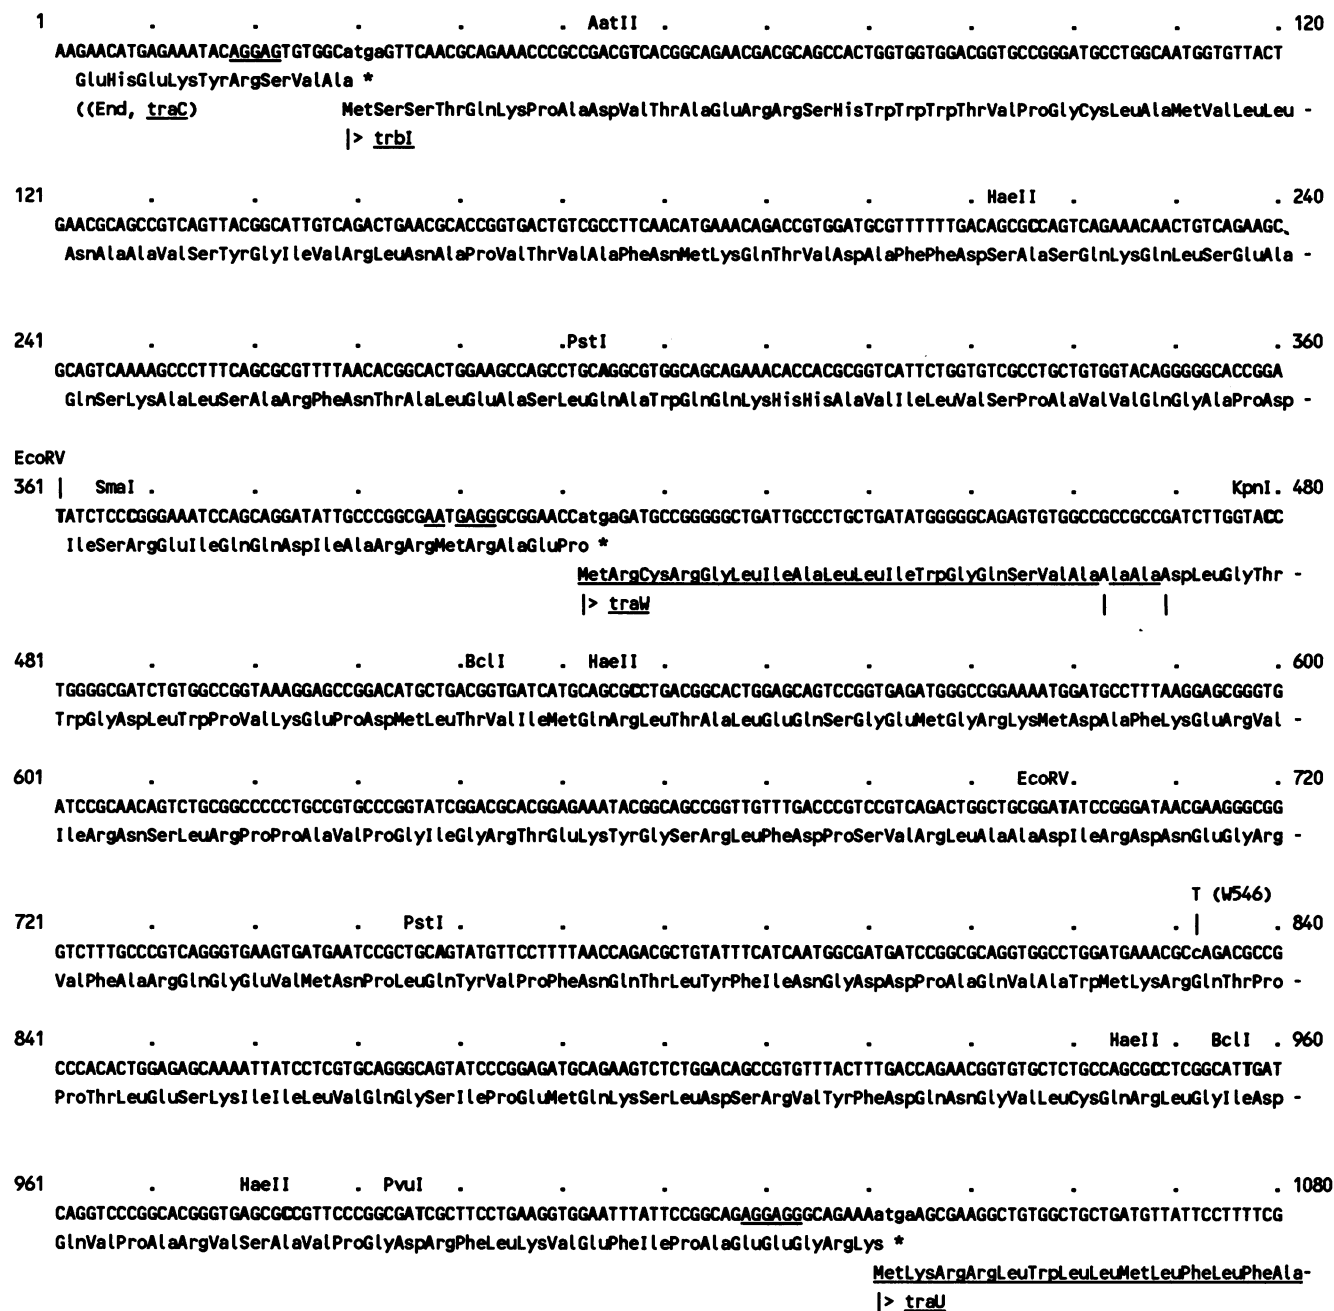 1 . . . . . AatII . . . . . . . 120
AAGAACATGAGAAATACAGGAGTGTGGCatgaGTTCAACGCAGAAACCCGCCGACGTCACGGCAGAACGACGCAGCCACTGGTGGTGGACGGTGCCGGGATGCCTGGCAATGGTGTTACT
GluHisGluLysTyrArgSerValAla *
((End, traC) MetSerSerThrGlnLysProAlaAspValThrAlaGluArgArgSerHisTrpTrpTrpThrValProGlyCysLeuAlaMetValLeuLeu -
|> trbI
121 . . . . . . . . .HaeII . . . 240
GAACGCAGCCGTCAGTTACGGCATTGTCAGACTGAACGCACCGGTGACTGTCGCCTTCAACATGAAACAGACCGTGGATGCGTTTTTTGACAGCGCCAGTCAGAAACAACTGTCAGAAGC
AsnAlaAlaValSerTyrGlyIleValArgLeuAsnAlaProValThrValAlaPheAsnMetLysGlnThrValAspAlaPhePheAspSerAlaSerGlnLysGlnLeuSerGluAla -
241 . . . . .PstI . . . . . . . 360
GCAGTCAAAAGCCCTTTCAGCGCGTTTTAACACGGCACTGGAAGCCAGCCTGCAGGCGTGGCAGCAGAAACACCACGCGGTCATTCTGGTGTCGCCTGCTGTGGTACAGGGGGCACCGGA
GlnSerLysAlaLeuSerAlaArgPheAsnThrAlaLeuGluAlaSerLeuGlnAlaTrpGlnGlnLysHisHisAlaValIleLeuValSerProAlaValValGlnGlyAlaProAsp -
EcoRV
361 | SmaI . . . . . . . . . . . KpnI. 480
TATCTCCCGGGAAATCCAGCAGGATATTGCCCGGCGAATGAGGGCGGAACCatgaGATGCCGGGGGCTGATTGCCCTGCTGATATGGGGGCAGAGTGTGGCCGCCGCCGATCTTGGTACC
IleSerArgGluIleGlnGlnAspIleAlaArgArgMetArgAlaGluPro *
MetArgCysArgGlyLeuIleAlaLeuLeuIleTrpGlyGlnSerValAlaAlaAlaAspLeuGlyThr -
|> traW | |
481 . . . .BclI . HaeII . . . . . . . 600
TGGGGCGATCTGTGGCCGGTAAAGGAGCCGGACATGCTGACGGTGATCATGCAGCGCCTGACGGCACTGGAGCAGTCCGGTGAGATGGGCCGGAAAATGGATGCCTTTAAGGAGCGGGTG
TrpGlyAspLeuTrpProValLysGluProAspMetLeuThrValIleMetGlnArgLeuThrAlaLeuGluGlnSerGlyGluMetGlyArgLysMetAspAlaPheLysGluArgVal -
601 . . . . . . . . . EcoRV. . . 720
ATCCGCAACAGTCTGCGGCCCCCTGCCGTGCCCGGTATCGGACGCACGGAGAAATACGGCAGCCGGTTGTTTGACCCGTCCGTCAGACTGGCTGCGGATATCCGGGATAACGAAGGGCGG
IleArgAsnSerLeuArgProProAlaValProGlyIleGlyArgThrGluLysTyrGlySerArgLeuPheAspProSerValArgLeuAlaAlaAspIleArgAspAsnGluGlyArg -
T (W546)
721 . . . PstI . . . . . . . . | . 840
GTCTTTGCCCGTCAGGGTGAAGTGATGAATCCGCTGCAGTATGTTCCTTTTAACCAGACGCTGTATTTCATCAATGGCGATGATCCGGCGCAGGTGGCCTGGATGAAACGCcAGACGCCG
ValPheAlaArgGlnGlyGluValMetAsnProLeuGlnTyrValProPheAsnGlnThrLeuTyrPheIleAsnGlyAspAspProAlaGlnValAlaTrpMetLysArgGlnThrPro -
841 . . . . . . . . . . HaeII . BclI . 960
CCCACACTGGAGAGCAAAATTATCCTCGTGCAGGGCAGTATCCCGGAGATGCAGAAGTCTCTGGACAGCCGTGTTTACTTTGACCAGAACGGTGTGCTCTGCCAGCGCCTCGGCATTGAT
ProThrLeuGluSerLysIleIleLeuValGlnGlySerIleProGluMetGlnLysSerLeuAspSerArgValTyrPheAspGlnAsnGlyValLeuCysGlnArgLeuGlyIleAsp -
961 . HaeII . PvuI . . . . . . . . . 1080
CAGGTCCCGGCACGGGTGAGCGCCGTTCCCGGCGATCGCTTCCTGAAGGTGGAATTTATTCCGGCAGAGGAGGGCAGAAAatgaAGCGAAGGCTGTGGCTGCTGATGTTATTCCTTTTCG
GlnValProAlaArgValSerAlaValProGlyAspArgPheLeuLysValGluPheIleProAlaGluGluGlyArgLys *
MetLysArgArgLeuTrpLeuLeuMetLeuPheLeuPheAla-
|> traU